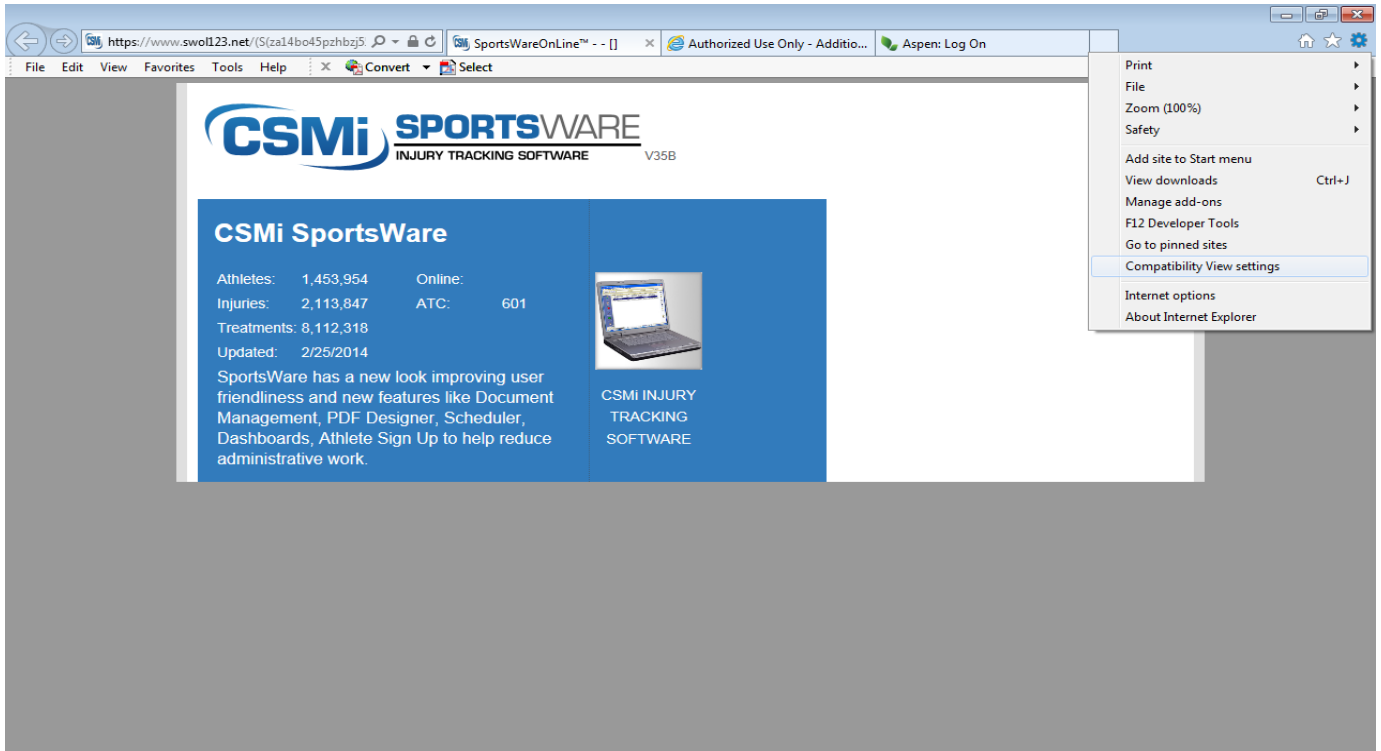 https://www.swol123.net/(S(za14bo45pzhbzj5
SportsWareOnLine™ - - []
Authorized Use Only - Additio...
Aspen: Log On
File Edit View Favorites Tools Help
Convert Select
Print
File
Zoom (100%)
Safety
Add site to Start menu
View downloads Ctrl+J
Manage add-ons
F12 Developer Tools
Go to pinned sites
Compatibility View settings
Internet options
About Internet Explorer
CSMi SPORTSWARE
INJURY TRACKING SOFTWARE V35B
CSMi SportsWare
Athletes: 1,453,954 Online:
Injuries: 2,113,847 ATC: 601
Treatments: 8,112,318
Updated: 2/25/2014
SportsWare has a new look improving user
friendliness and new features like Document
Management, PDF Designer, Scheduler,
Dashboards, Athlete Sign Up to help reduce
administrative work.
CSMi INJURY
TRACKING
SOFTWARE